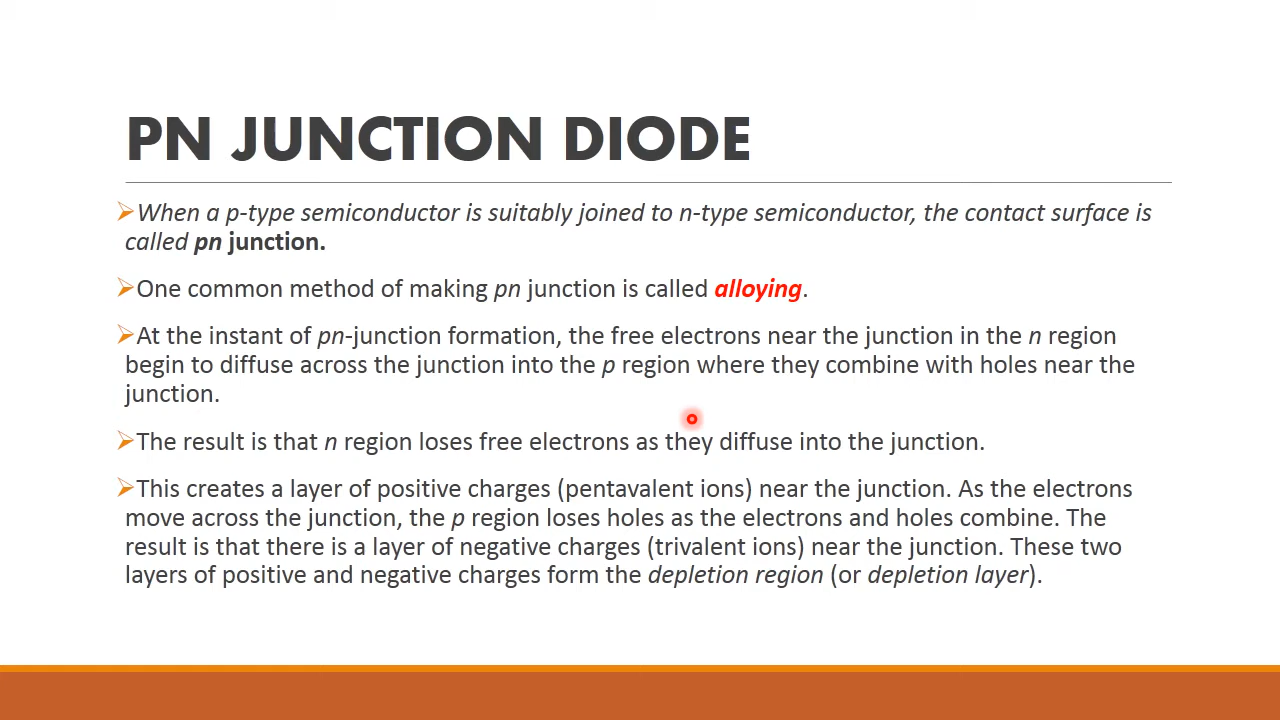 PN JUNCTION DIODE
When a p-type semiconductor is suitably joined to n-type semiconductor, the contact surface is
called pn junction.
One common method of making pn junction is called alloying.
At the instant of pn-junction formation, the free electrons near the junction in the n region
begin to diffuse across the junction into the p region where they combine with holes near the
junction.
The result is that n region loses free electrons as they diffuse into the junction.
This creates a layer of positive charges (pentavalent ions) near the junction. As the electrons
move across the junction, the p region loses holes as the electrons and holes combine. The
result is that there is a layer of negative charges (trivalent ions) near the junction. These two
layers of positive and negative charges form the depletion region (or depletion layer).